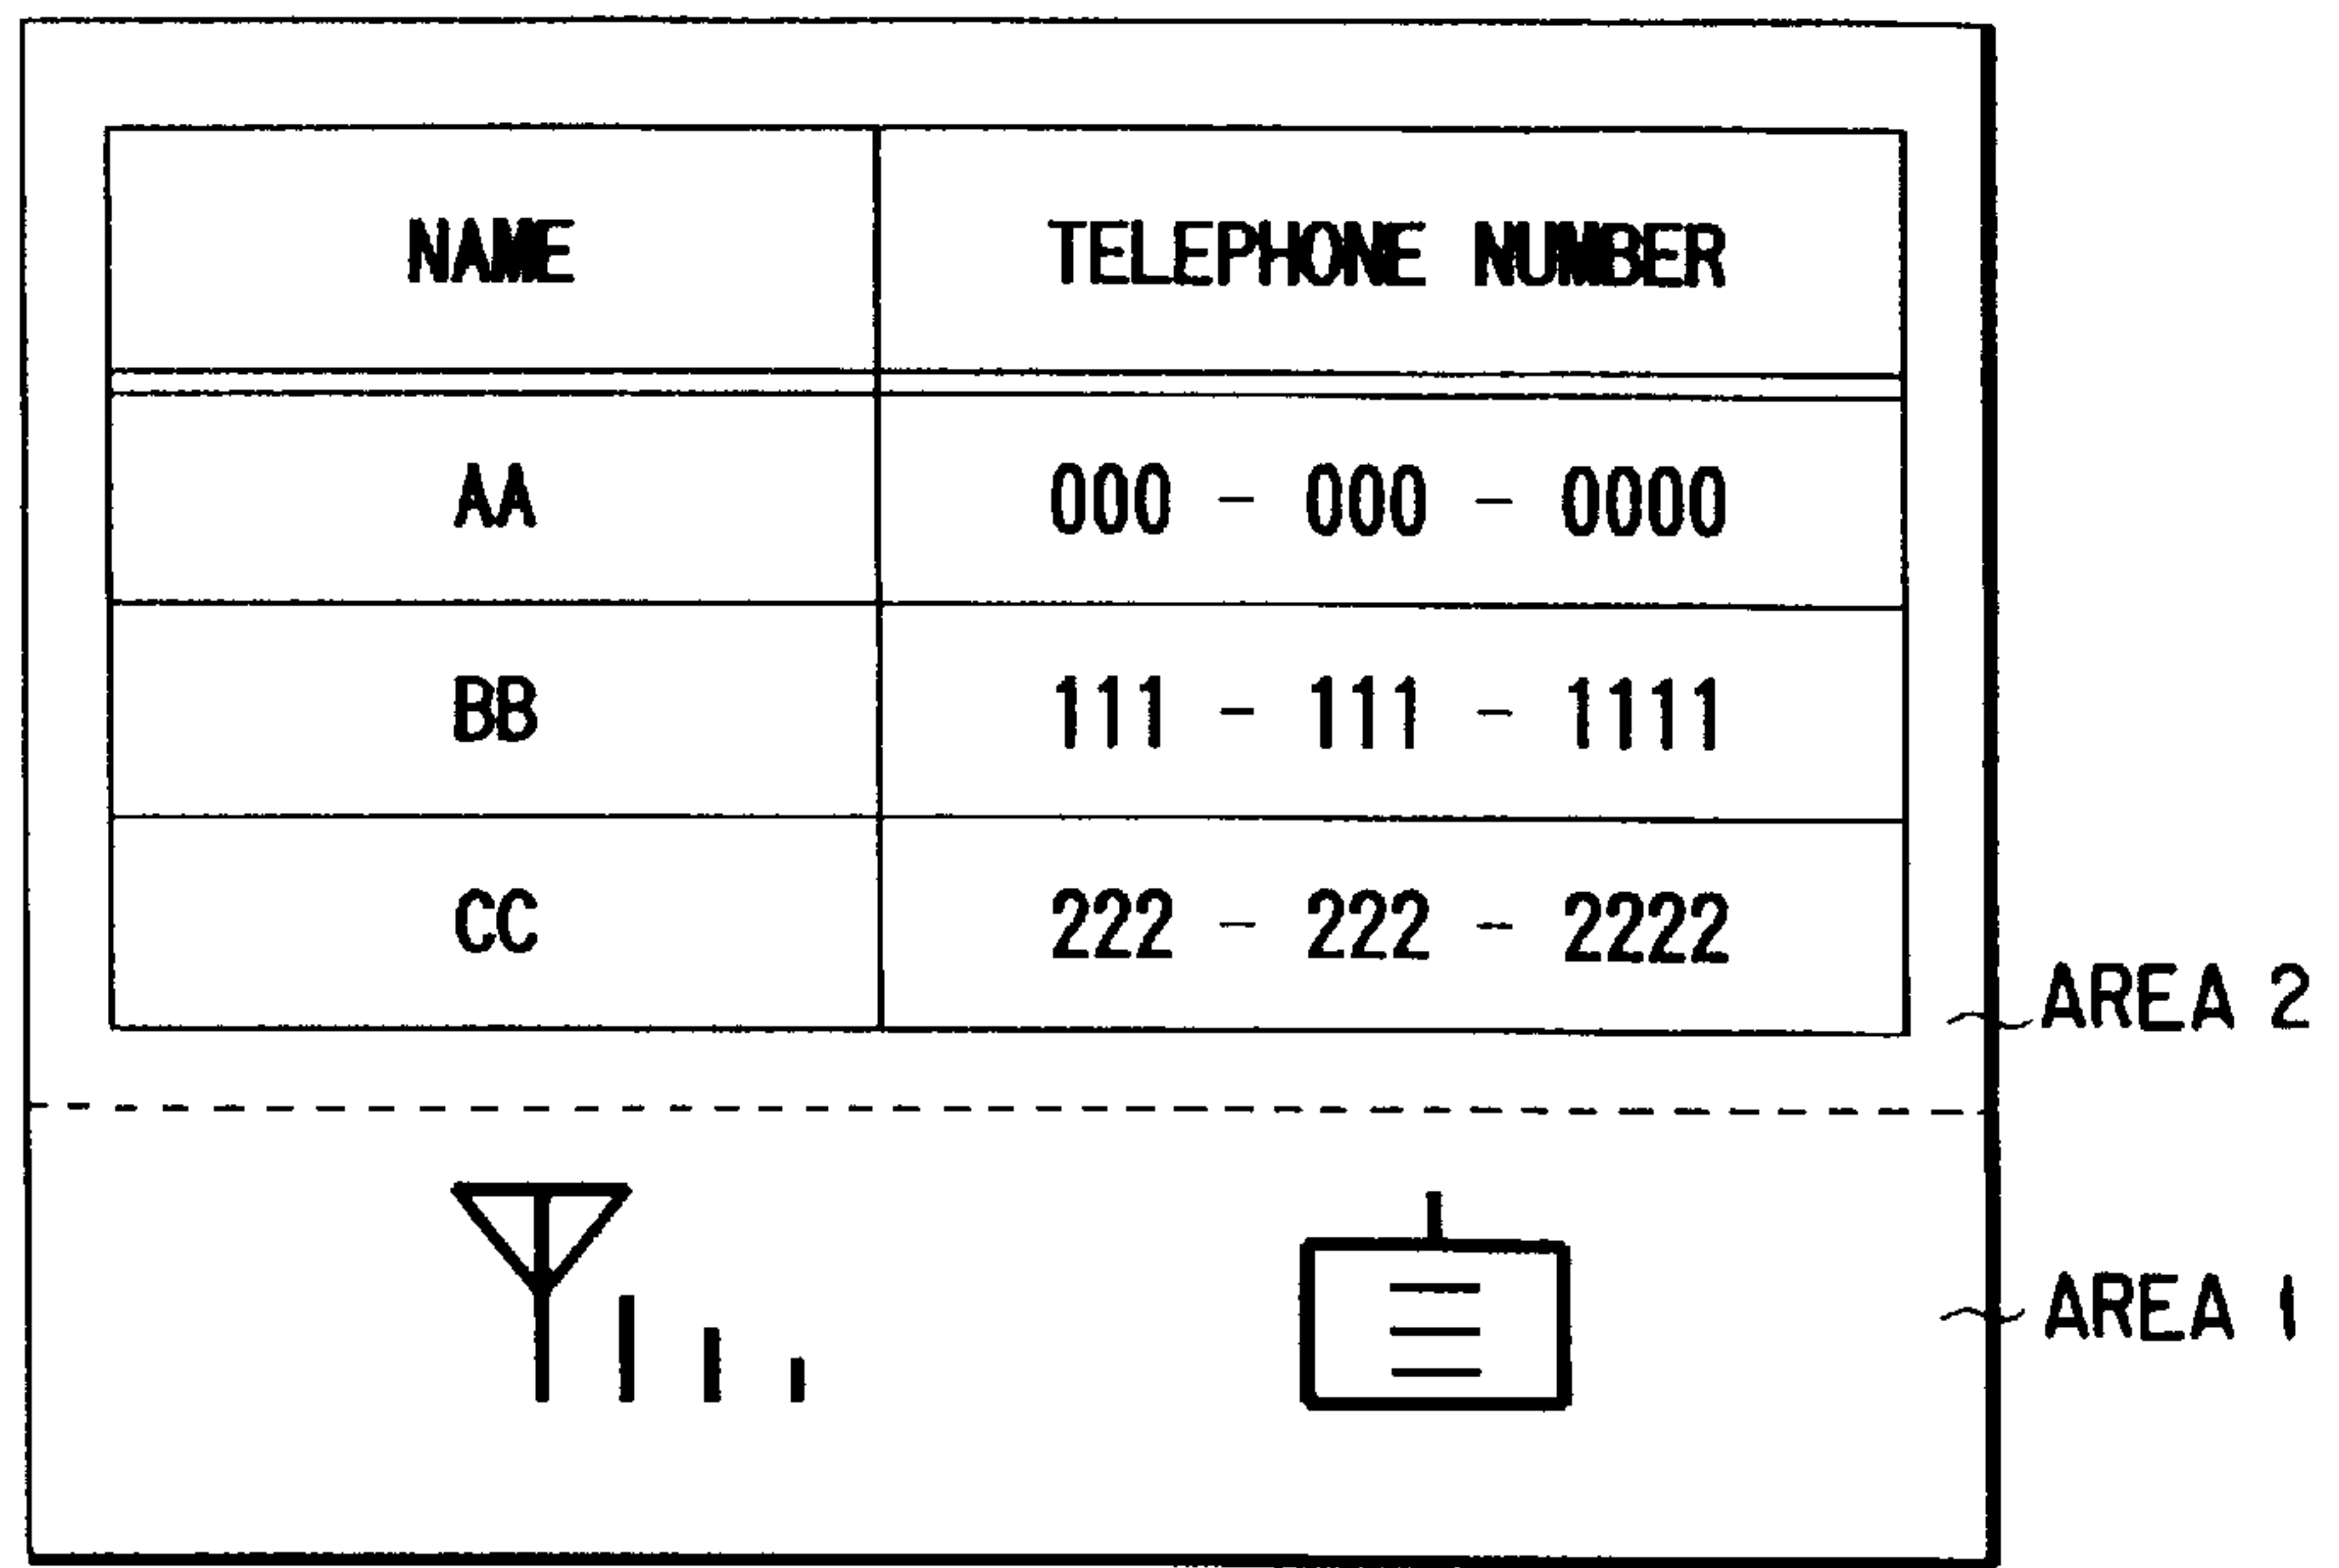 NAME TELEPHONE NUMBER
AA 000 - 000 - 0000
BB 111 - 111 - 1111
CC 222 - 222 - 2222
AREA 2
AREA 1